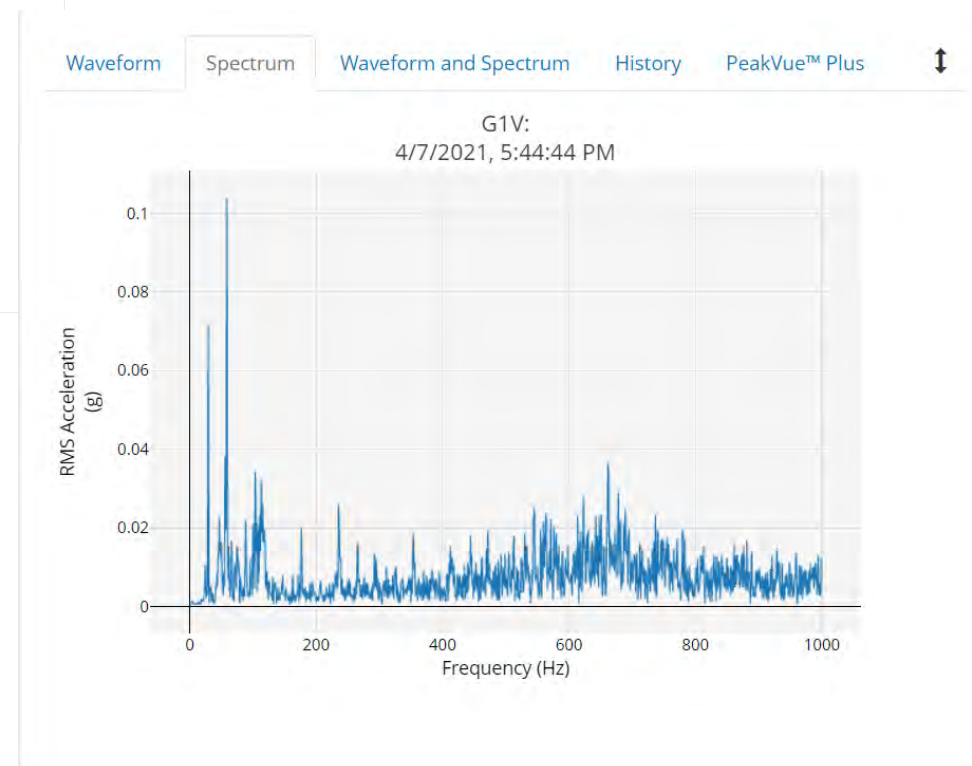 Waveform Spectrum Waveform and Spectrum History PeakVue™ Plus
G1V:
4/7/2021, 5:44:44 PM
0.1
0.08
0.06
0.04
0.02
0
RMS Acceleration
(g)
0 200 400 600 800 1000
Frequency (Hz)